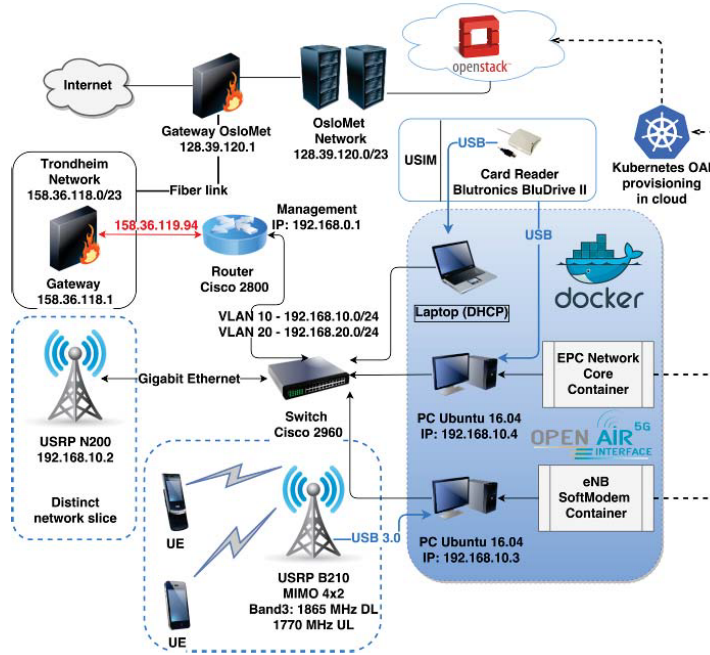 openstack
Internet
Gateway OsloMet
128.39.120.1
OsloMet
Network
128.39.120.0/23
USB
USIM
Card Reader
Blutronics BluDrive II
Kubernetes OAI
provisioning
in cloud
Trondheim
Network
158.36.118.0/23
Fiber link
158.36.119.94
Management
IP: 192.168.0.1
Gateway
158.36.118.1
Router
Cisco 2800
USB
docker
Laptop (DHCP)
VLAN 10 - 192.168.10.0/24
VLAN 20 - 192.168.20.0/24
EPC Network
Core
Container
Gigabit Ethernet
Switch
Cisco 2960
PC Ubuntu 16.04
IP: 192.168.10.4
OPEN AIR 5G
INTERFACE
USRP N200
192.168.10.2
Distinct
network slice
eNB
SoftModem
Container
UE
USB 3.0
PC Ubuntu 16.04
IP: 192.168.10.3
USRP B210
MIMO 4x2
Band3: 1865 MHz DL
1770 MHz UL
UE